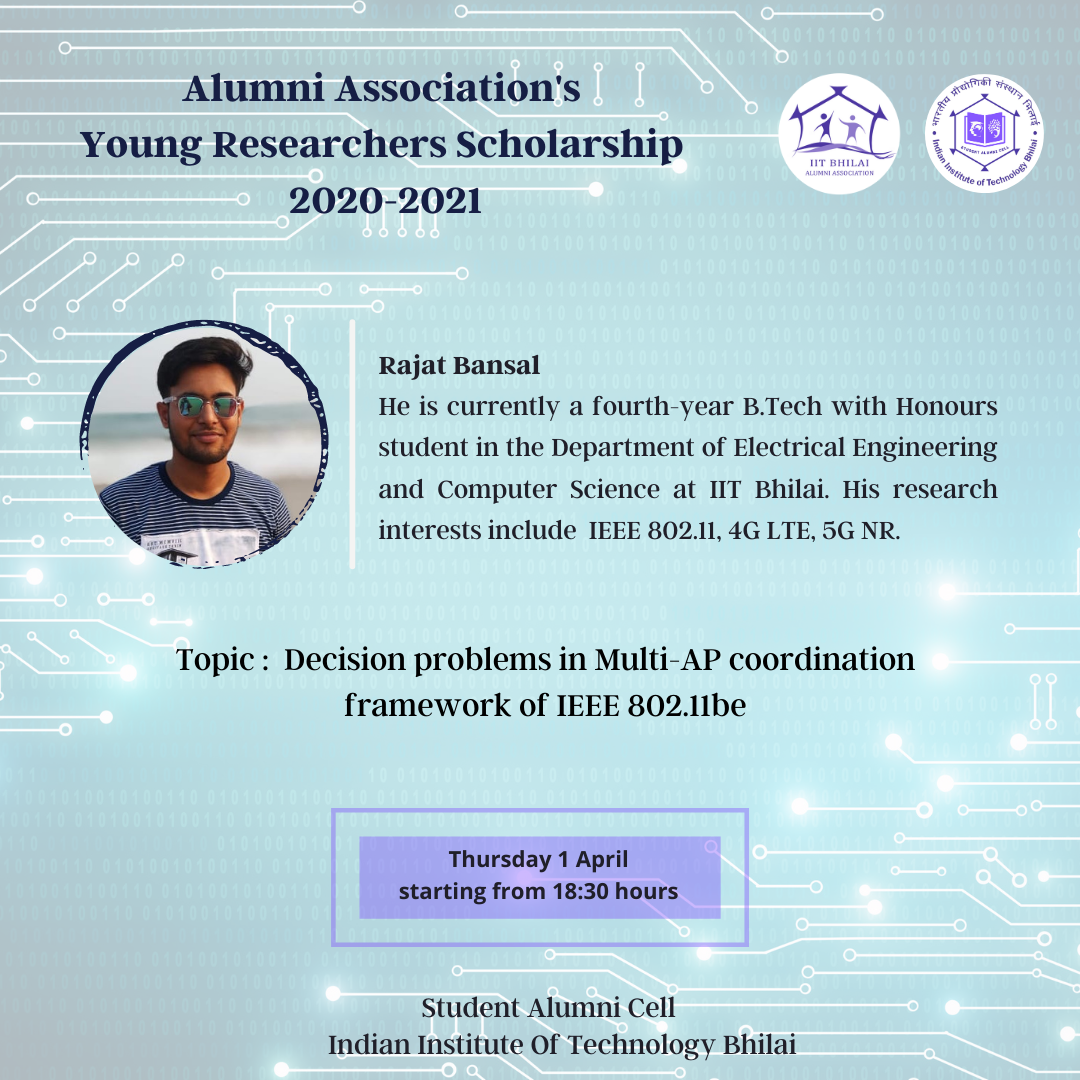 Alumni Association's
Young Researchers Scholarship
2020-2021
IIT BHILAI
ALUMNI ASSOCIATION
भारतीय प्रौद्योगिकी संस्थान भिलाई
STUDENT ALUMNI CELL
Indian Institute of Technology Bhilai
Rajat Bansal
He is currently a fourth-year B.Tech with Honours
student in the Department of Electrical Engineering
and Computer Science at IIT Bhilai. His research
interests include IEEE 802.11, 4G LTE, 5G NR.
Topic : Decision problems in Multi-AP coordination
framework of IEEE 802.11be
Thursday 1 April
starting from 18:30 hours
Student Alumni Cell
Indian Institute Of Technology Bhilai